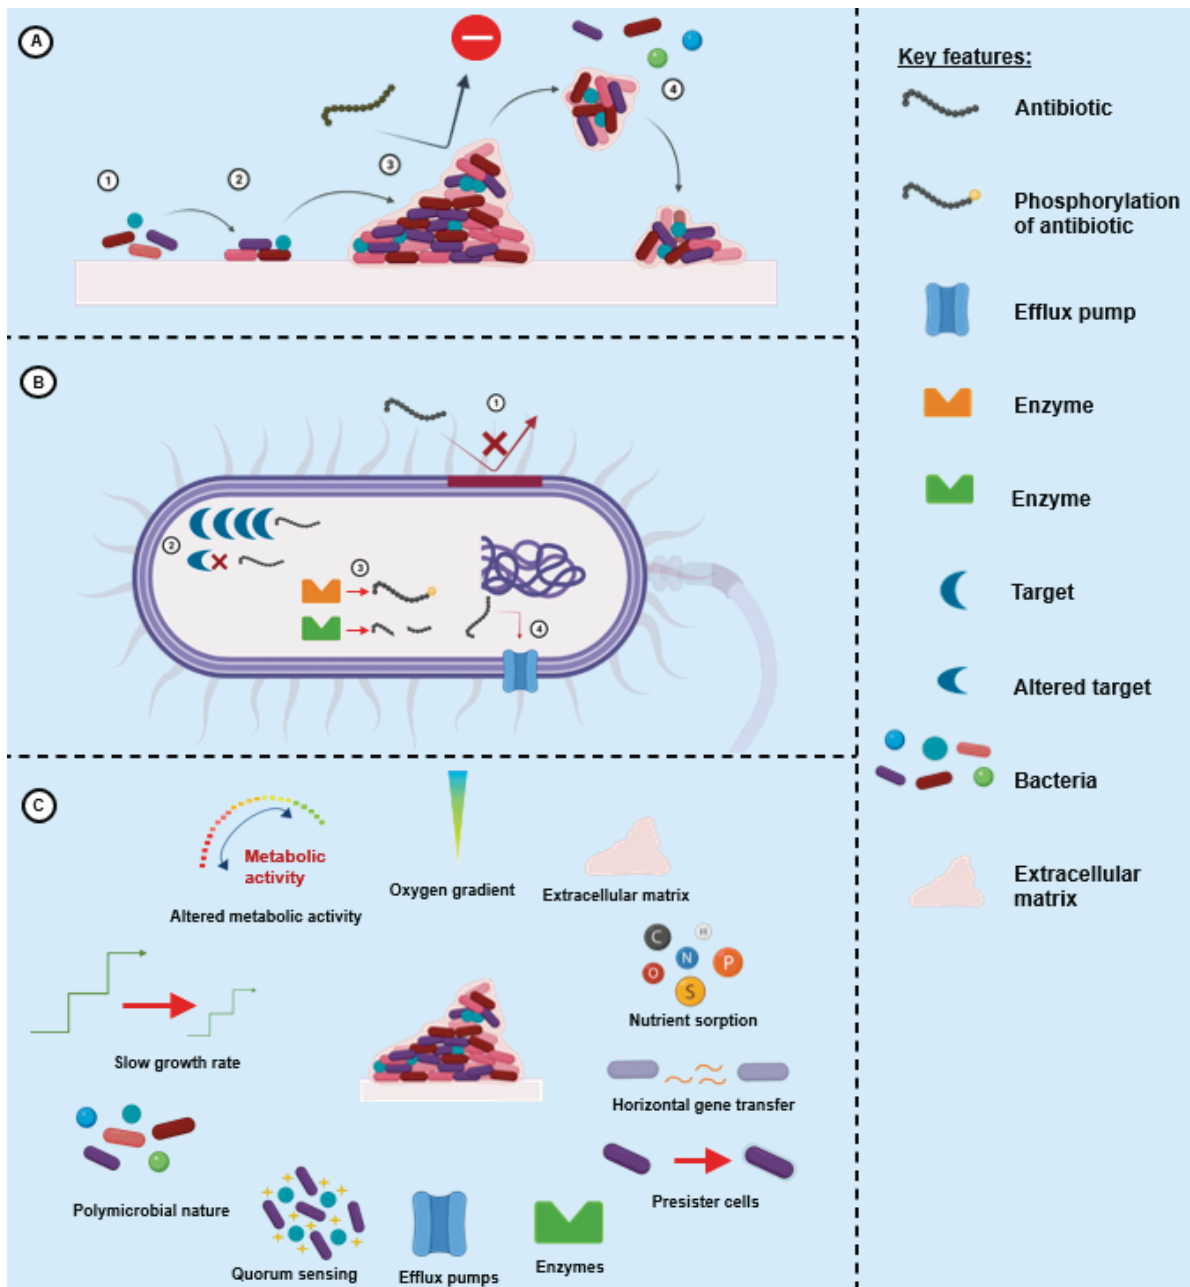 A
1
2
3
4
B
1
2
3
4
C
Metabolic
activity
Altered metabolic activity
Oxygen gradient
Extracellular matrix
C
H
N
O
P
S
Nutrient sorption
Slow growth rate
Horizontal gene transfer
Polymicrobial nature
Presister cells
Quorum sensing
Efflux pumps
Enzymes
Key features:
Antibiotic
Phosphorylation
of antibiotic
Efflux pump
Enzyme
Enzyme
Target
Altered target
Bacteria
Extracellular
matrix